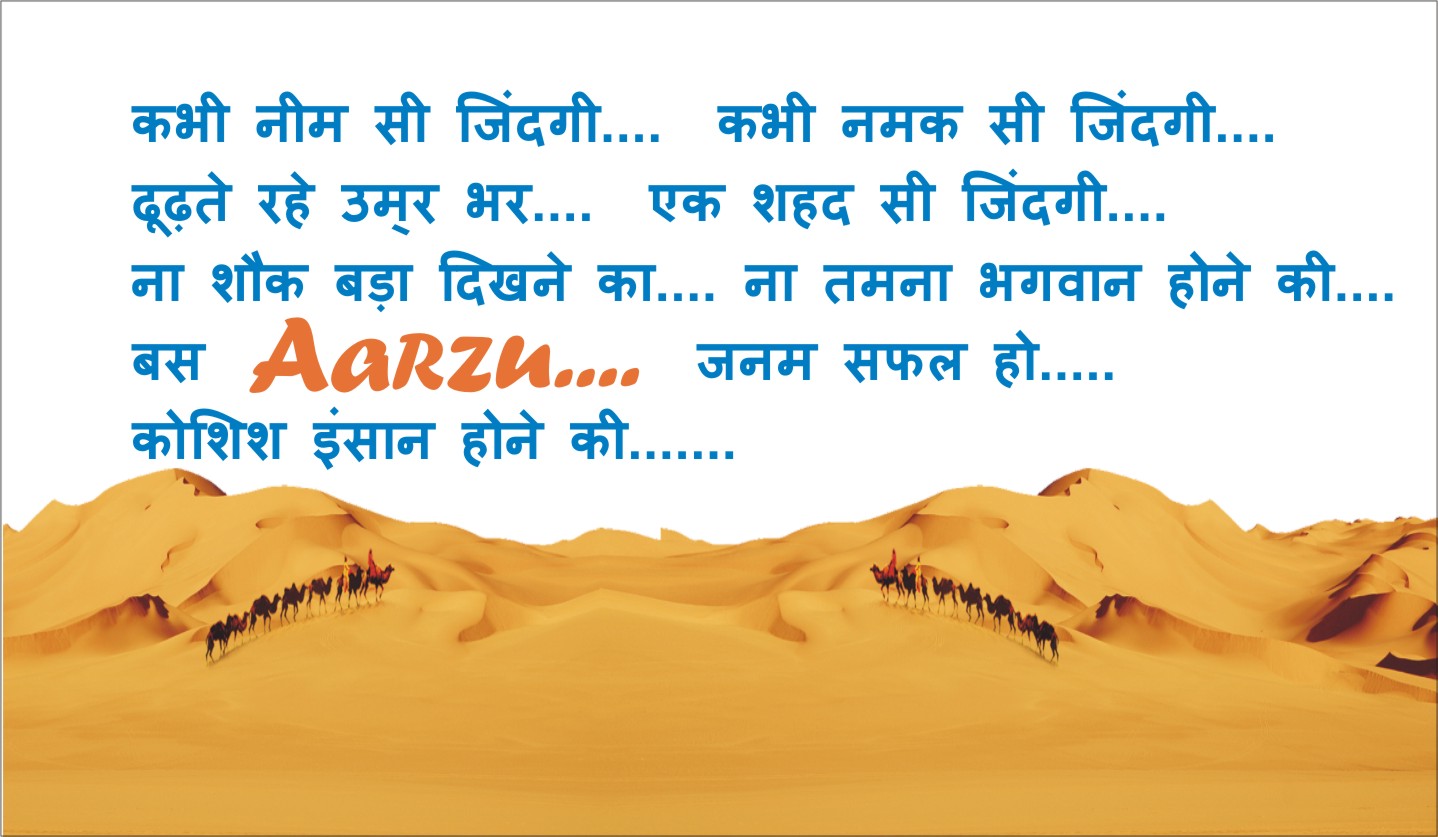 कभी नीम सी जिंदगी.... कभी नमक सी जिंदगी....
दूढ़ते रहे उम्‌र भर.... एक शहद सी जिंदगी....
ना शौक बड़ा दिखने का.... ना तमना भगवान होने की....
बस Aarzu.... जनम सफल हो.....
कोशिश इंसान होने की.......